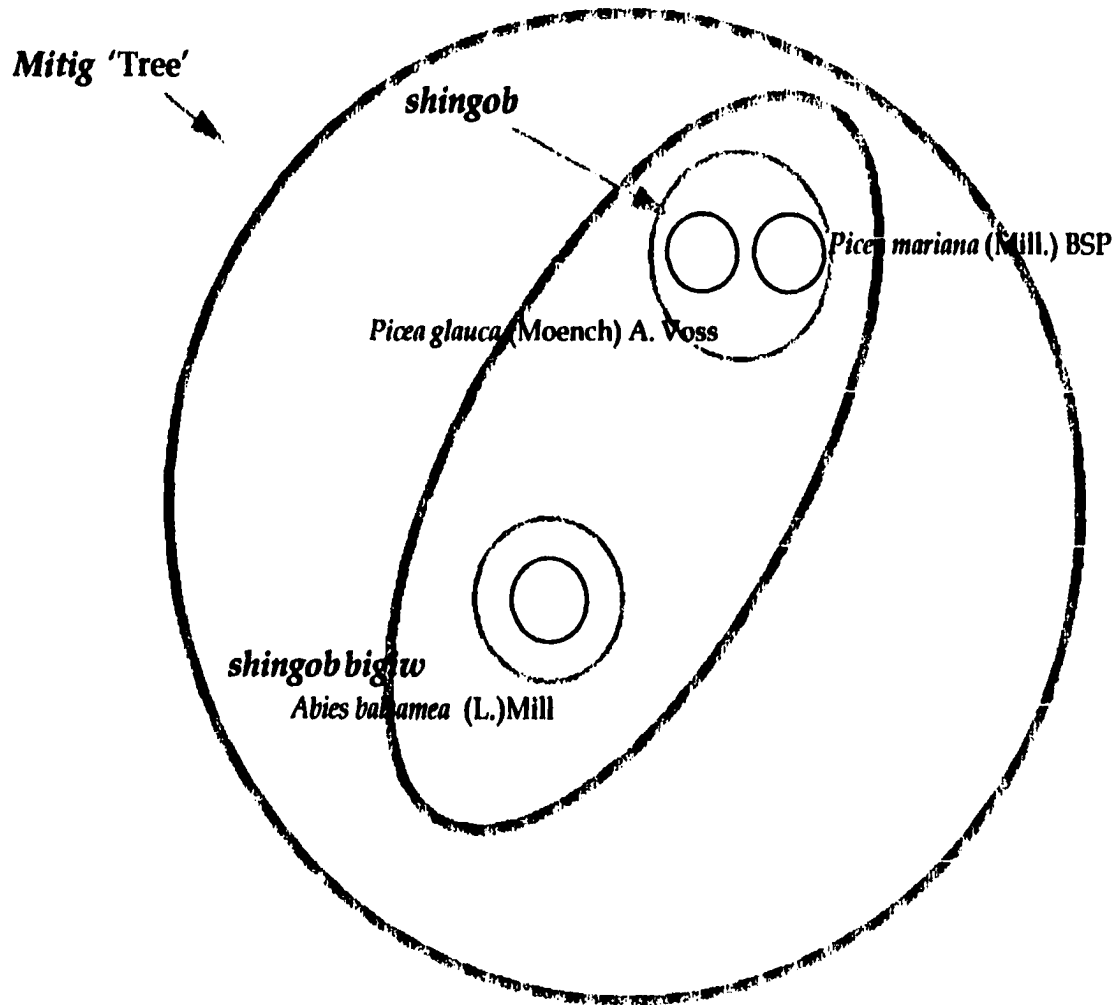 Mitig 'Tree'
shingob
Picea mariana (Mill.) BSP
Picea glauca (Moench) A. Voss
shingob bigiw
Abies balsamea (L.)Mill